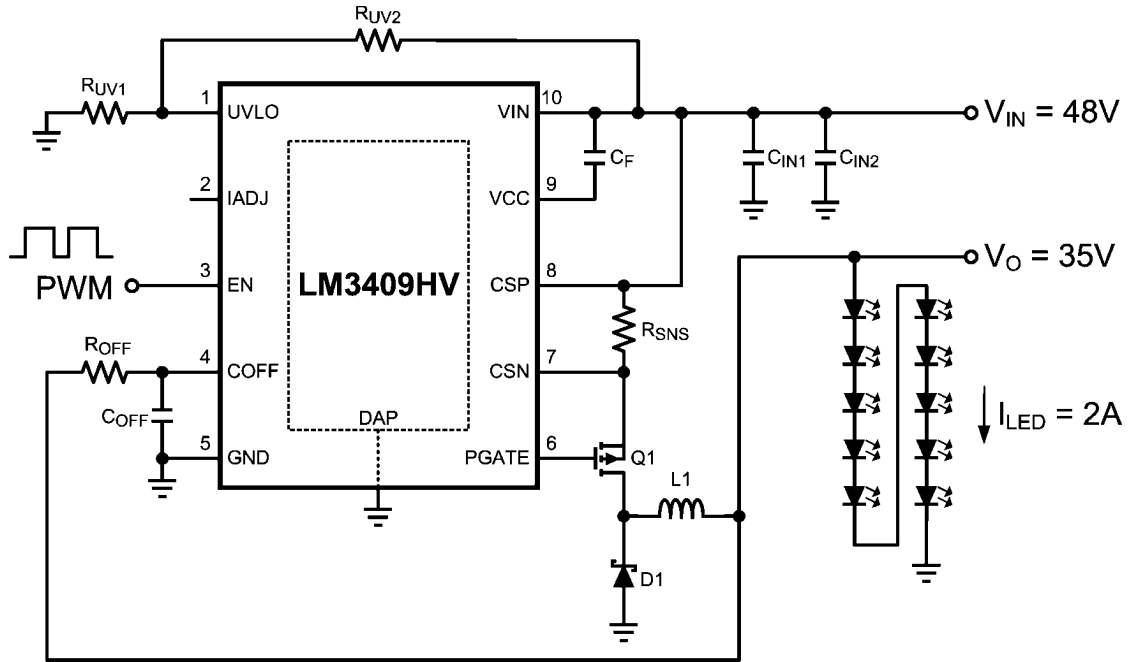 RUV2
RUV1
1
UVLO
VIN
10
VIN = 48V
CF
CIN1
CIN2
2
IADJ
VCC
9
PWM
3
EN
LM3409HV
CSP
8
VO = 35V
RSNS
ROFF
4
COFF
CSN
7
COFF
DAP
ILED = 2A
5
GND
PGATE
6
Q1
L1
D1